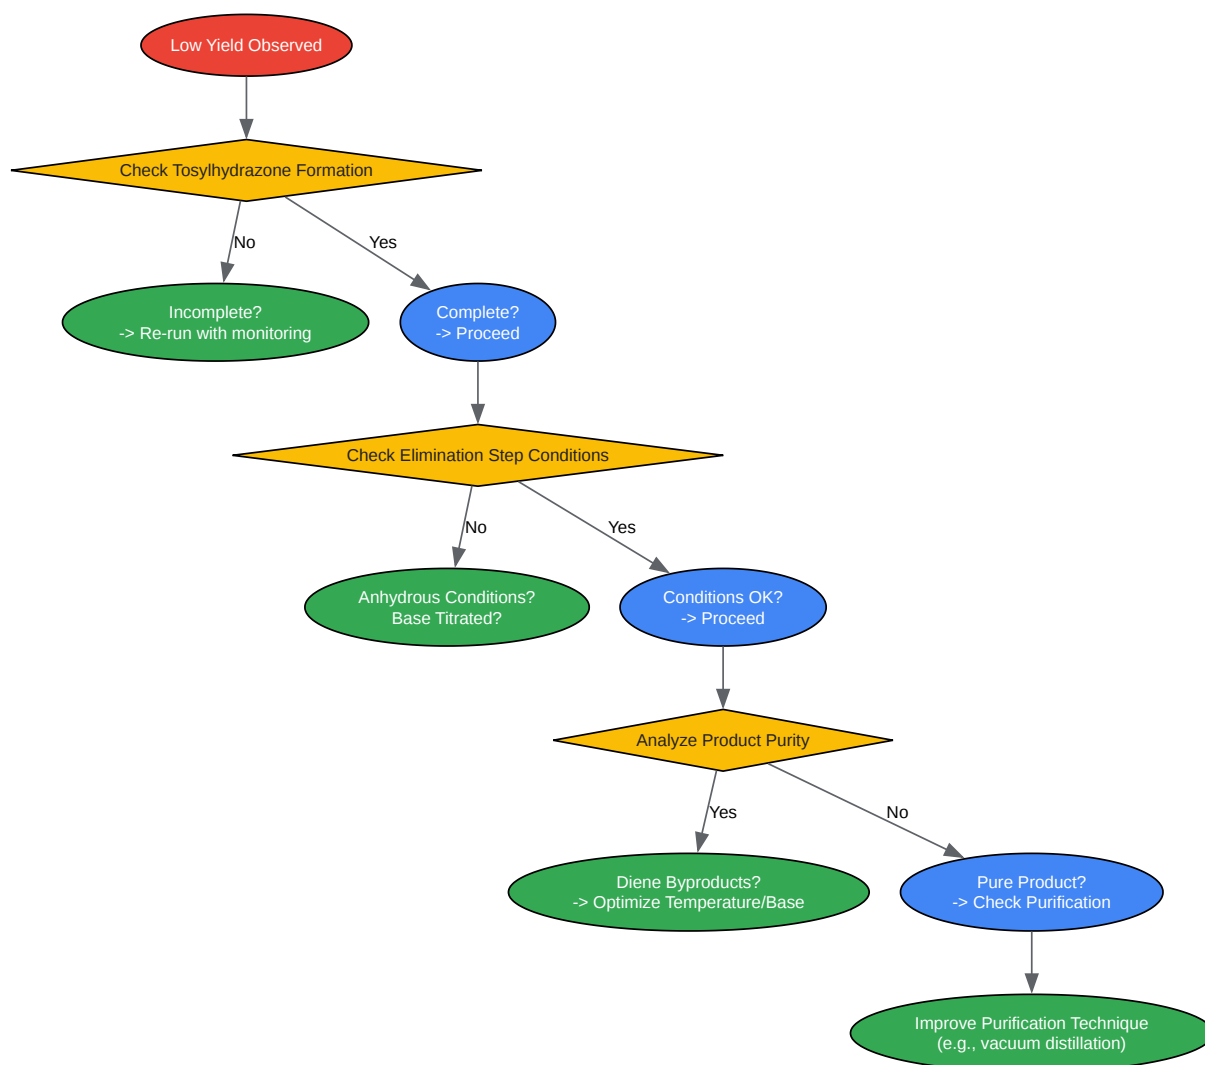 Low Yield Observed
Check Tosylhydrazone Formation
No
Yes
Incomplete?
-> Re-run with monitoring
Complete?
-> Proceed
Check Elimination Step Conditions
No
Yes
Anhydrous Conditions?
Base Titrated?
Conditions OK?
-> Proceed
Analyze Product Purity
Yes
No
Diene Byproducts?
-> Optimize Temperature/Base
Pure Product?
-> Check Purification
Improve Purification Technique
(e.g., vacuum distillation)